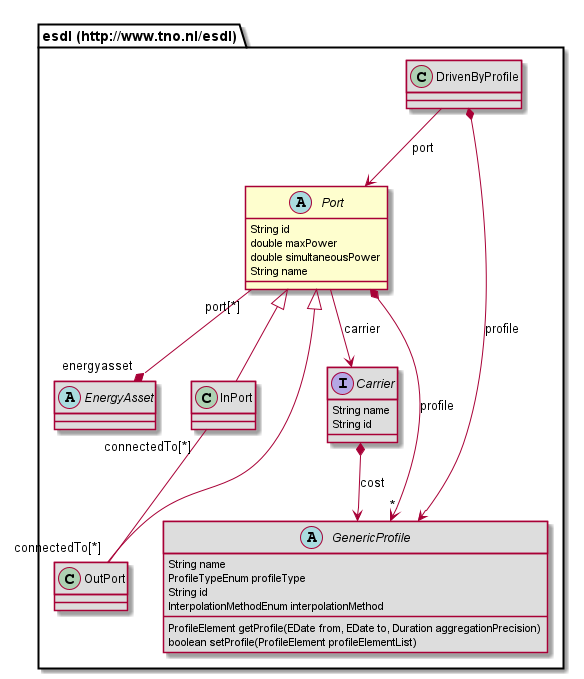 esdl (http://www.tno.nl/esdl)
C DrivenByProfile
port
A Port
String id
double maxPower
double simultaneousPower
String name
port[*]
carrier
profile
energyasset
A EnergyAsset
C InPort
I Carrier
String name
String id
profile
connectedTo[*]
cost
*
connectedTo[*]
C OutPort
A GenericProfile
String name
ProfileTypeEnum profileType
String id
InterpolationMethodEnum interpolationMethod
ProfileElement getProfile(EDate from, EDate to, Duration aggregationPrecision)
boolean setProfile(ProfileElement profileElementList)